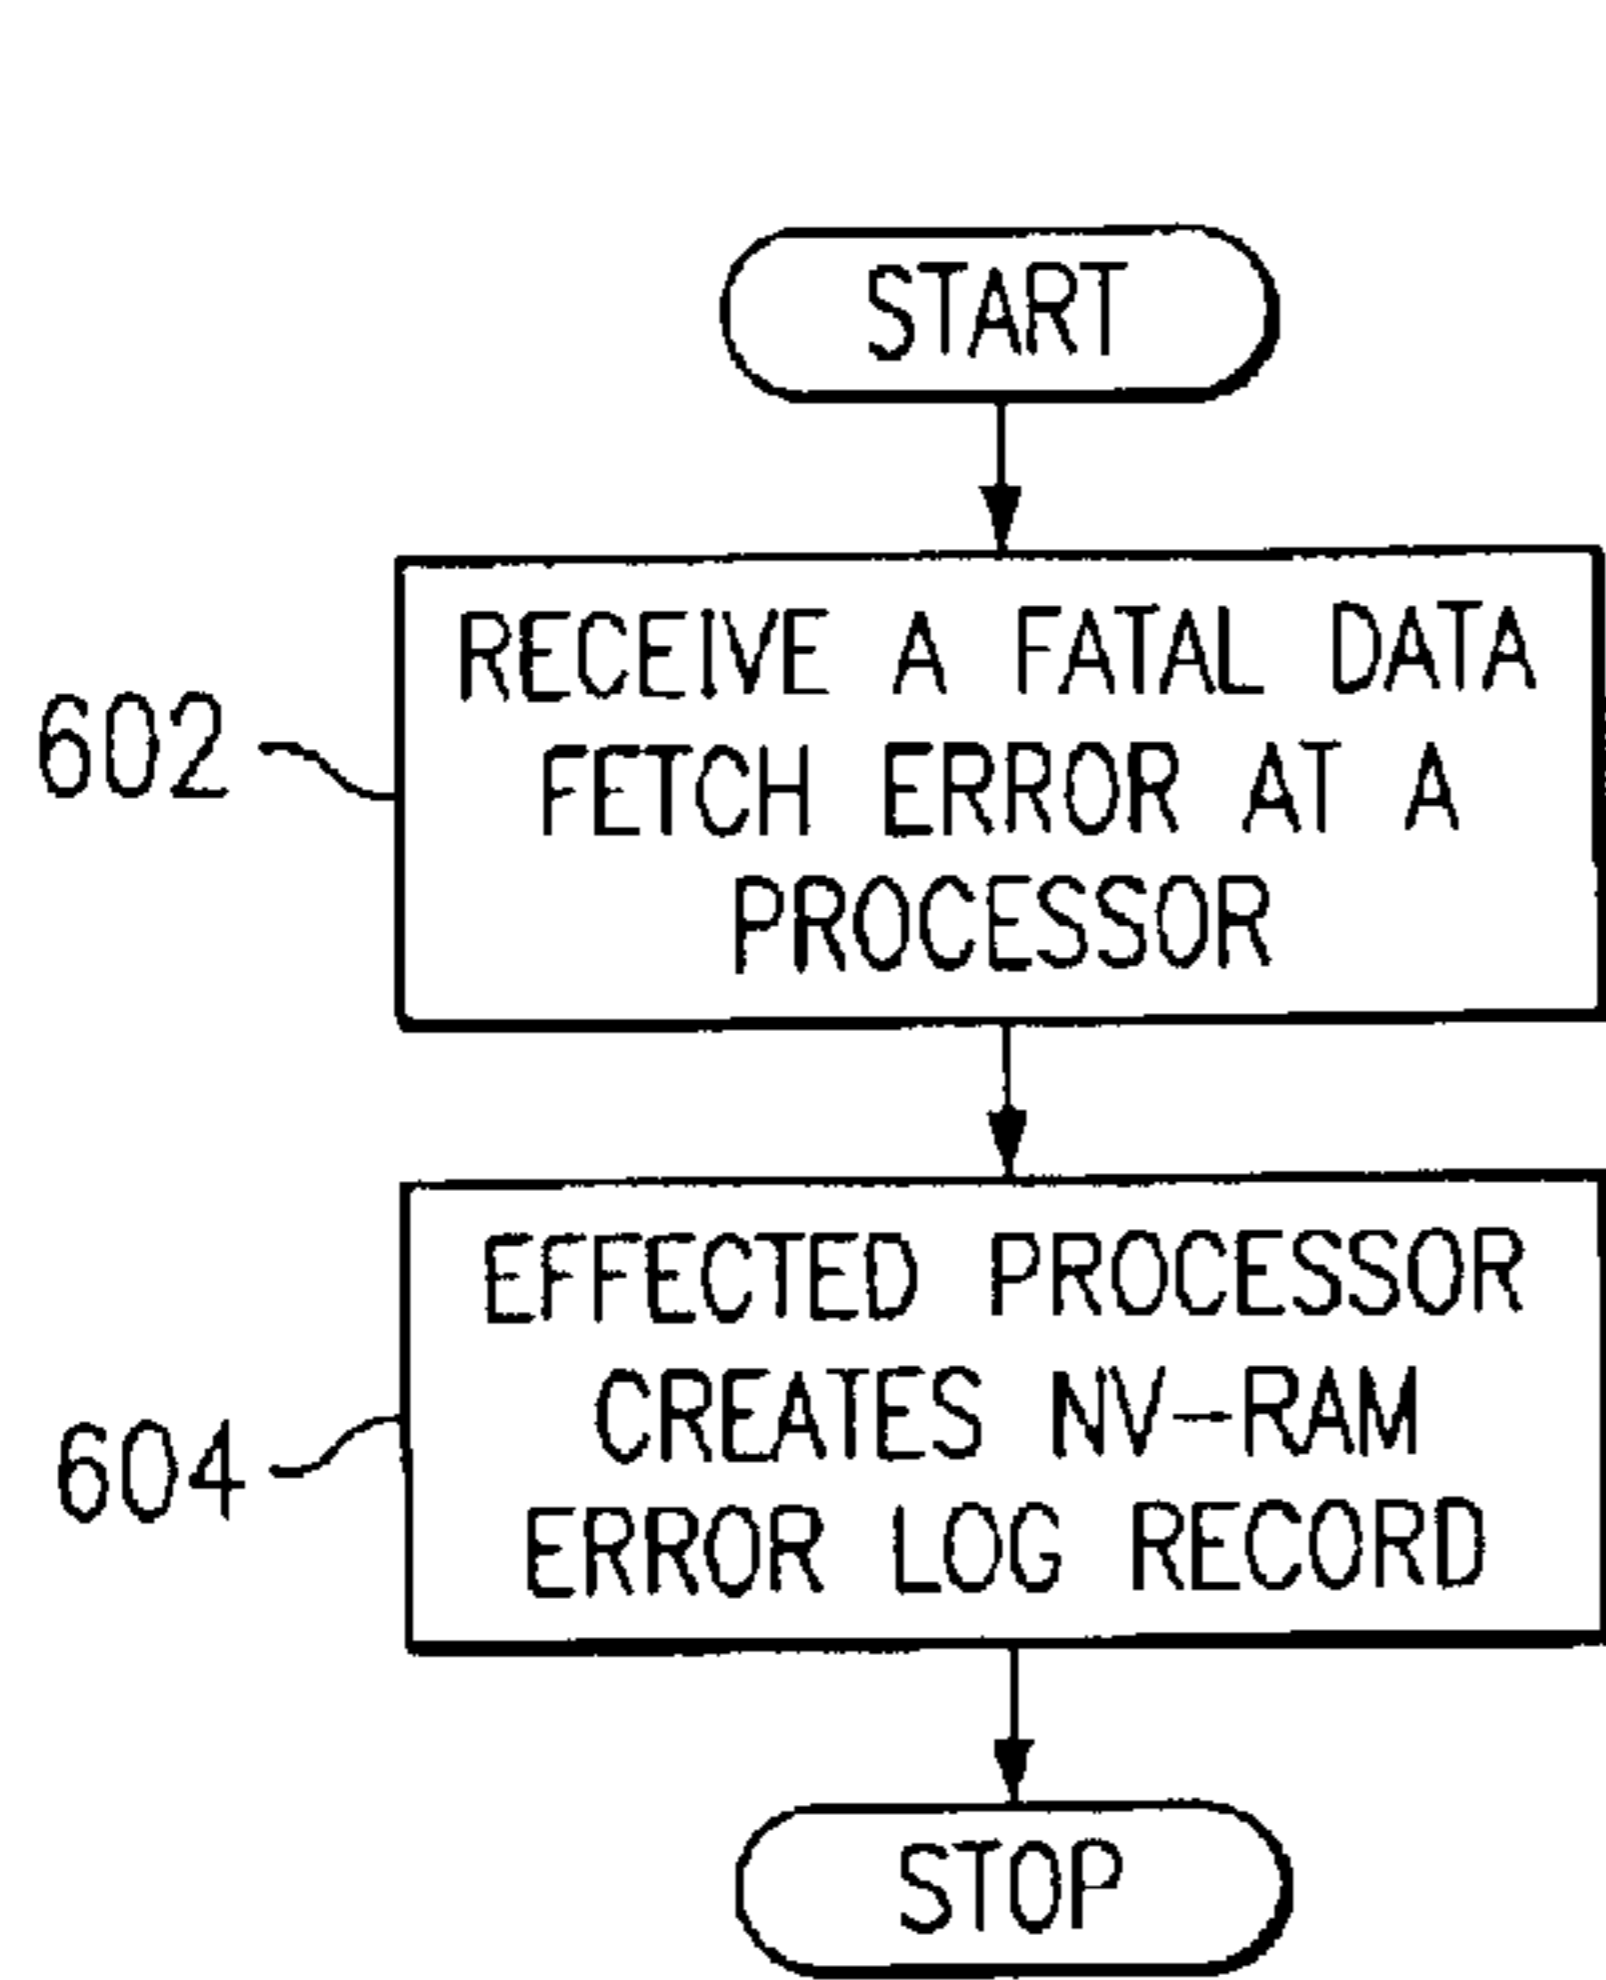 START
RECEIVE A FATAL DATA
FETCH ERROR AT A
PROCESSOR
602
EFFECTED PROCESSOR
CREATES NV-RAM
ERROR LOG RECORD
604
STOP